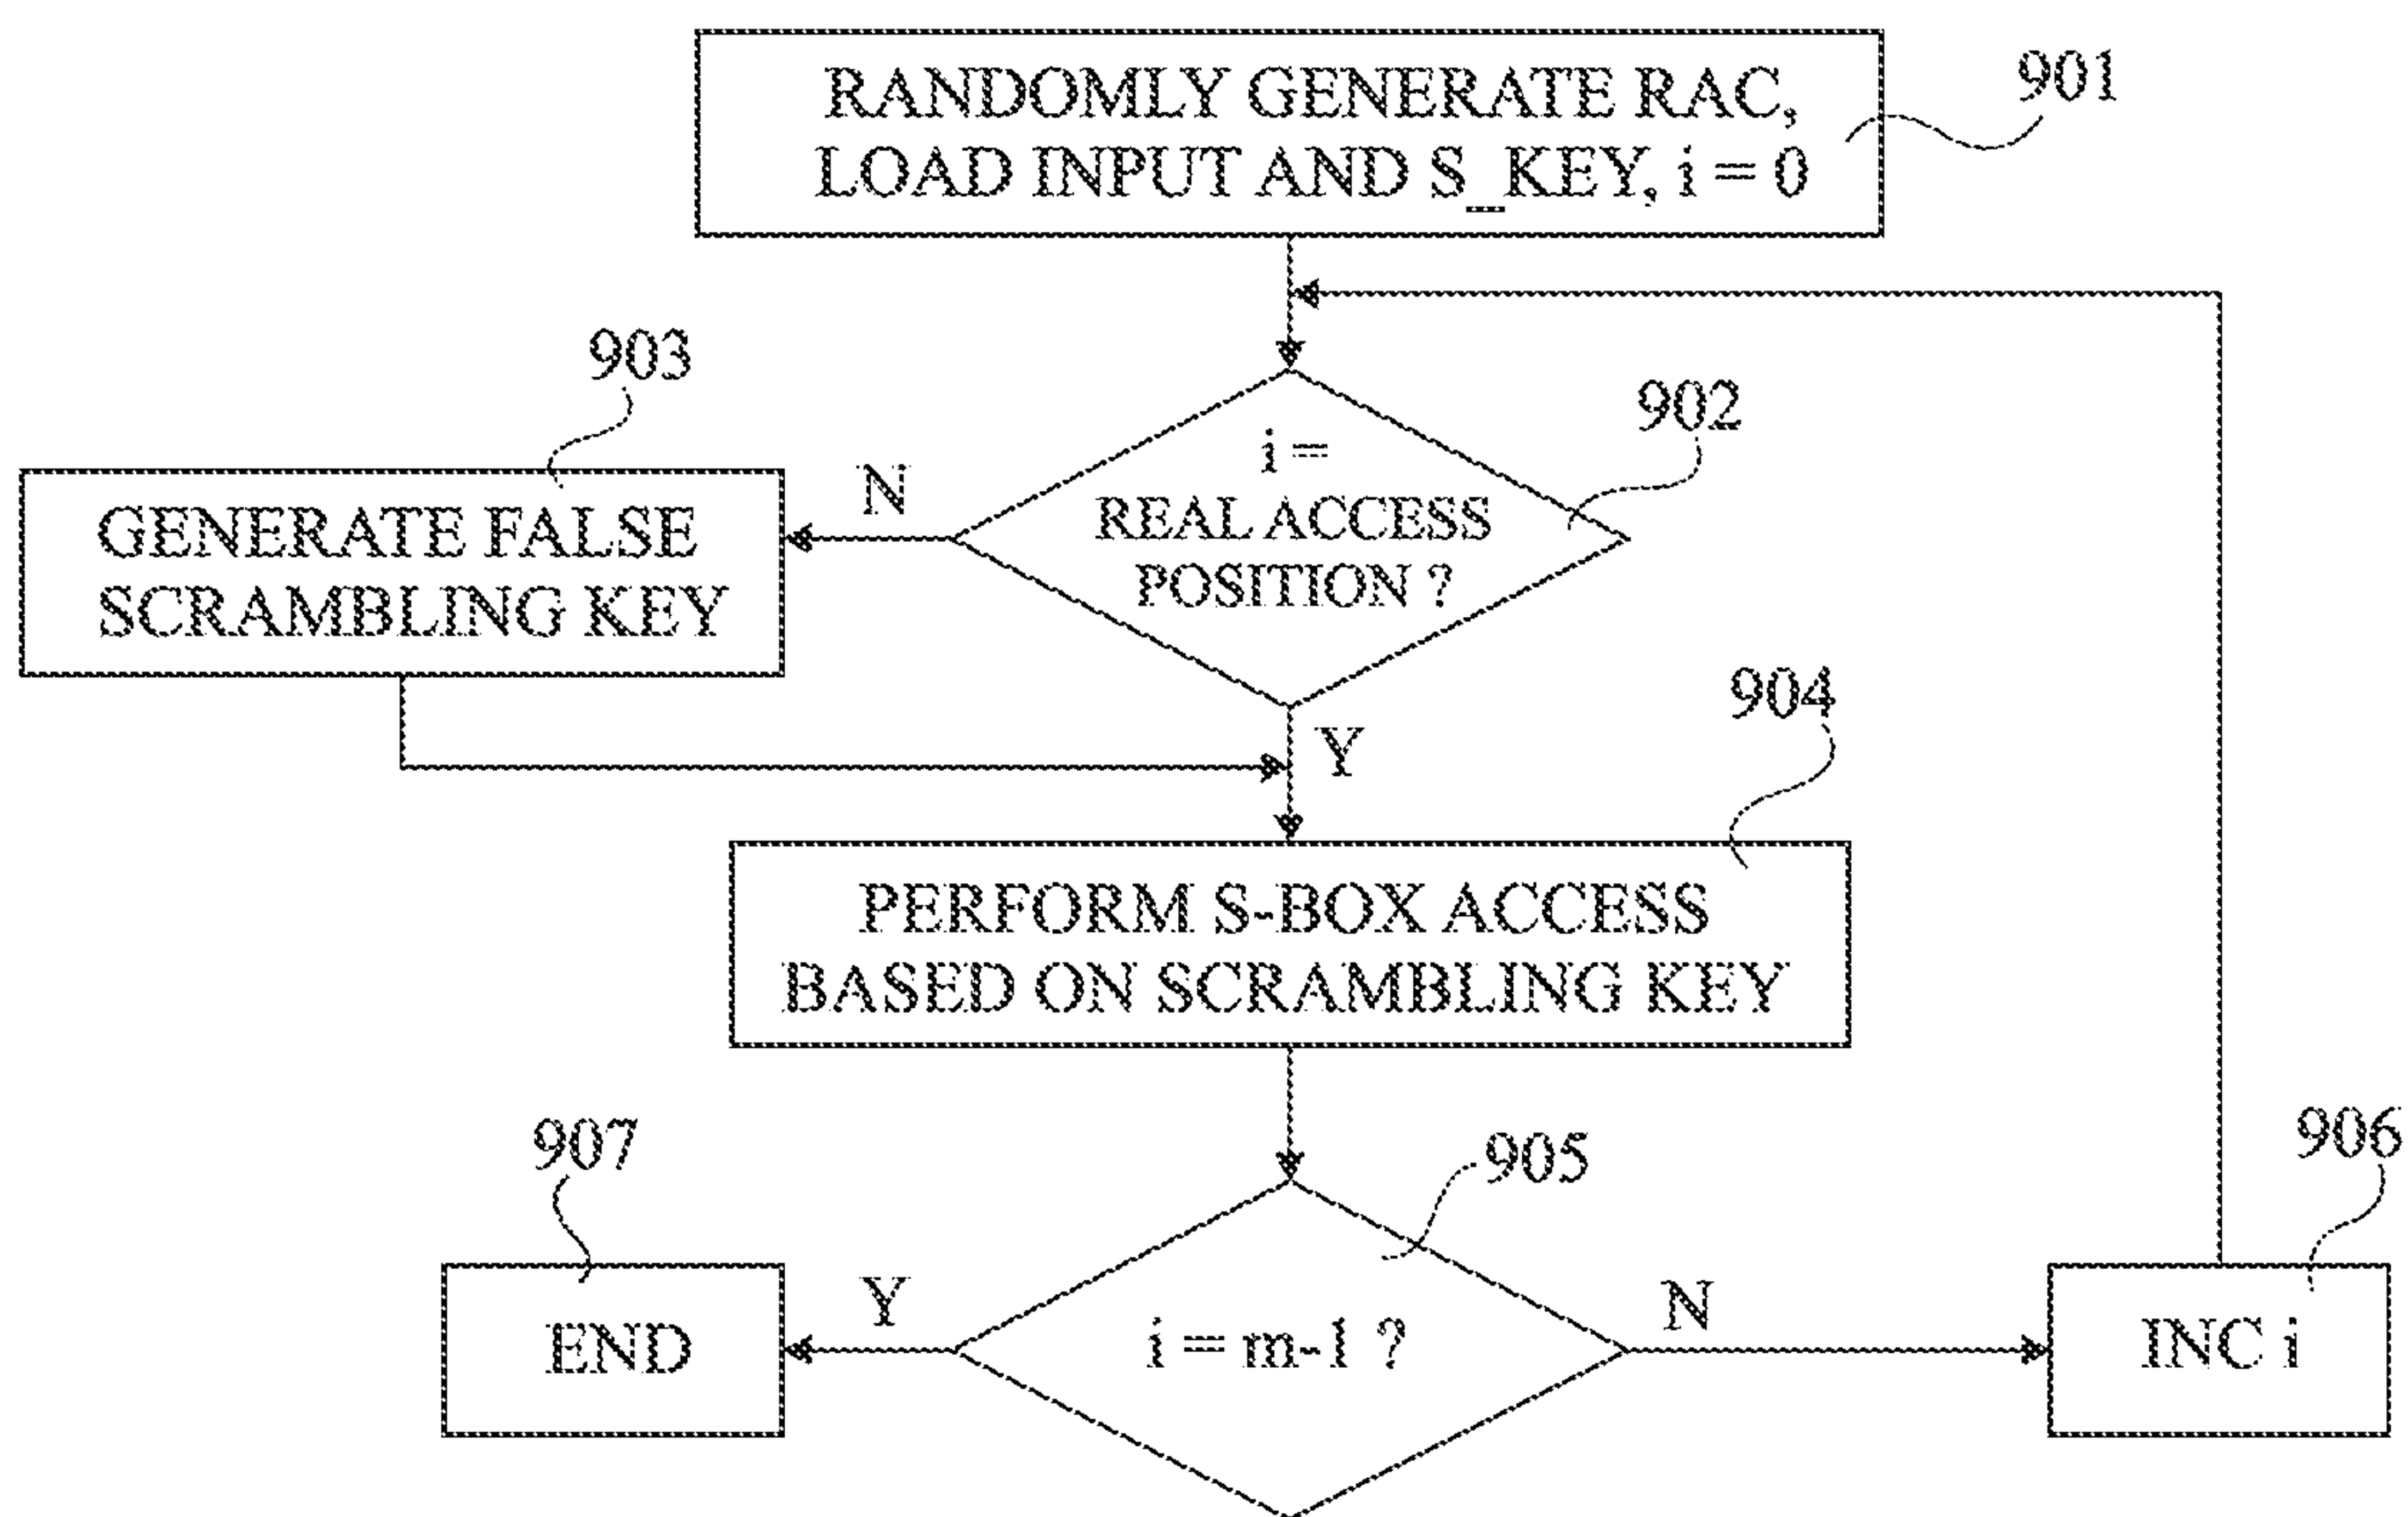 RANDOMLY GENERATE RAC,
LOAD INPUT AND S_KEY, i = 0
901
903
902
i =
REAL ACCESS
POSITION ?
N
GENERATE FALSE
SCRAMBLING KEY
Y
904
PERFORM S-BOX ACCESS
BASED ON SCRAMBLING KEY
907
905
906
END
Y
i = m-1 ?
N
INC i